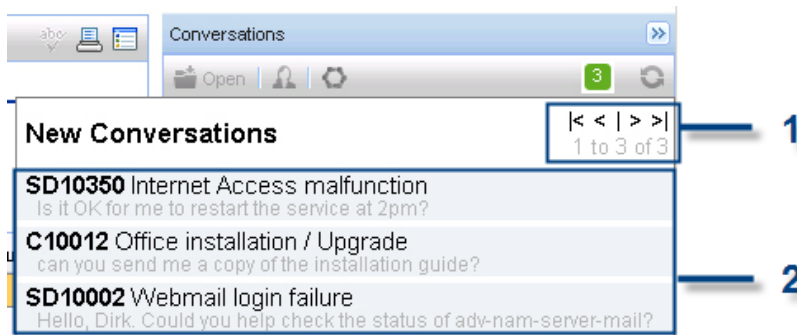 abc
Conversations
Open
3
New Conversations
|< < | > >|
1 to 3 of 3
1
SD10350 Internet Access malfunction
Is it OK for me to restart the service at 2pm?
C10012 Office installation / Upgrade
can you send me a copy of the installation guide?
SD10002 Webmail login failure
Hello, Dirk. Could you help check the status of adv-nam-server-mail?
2